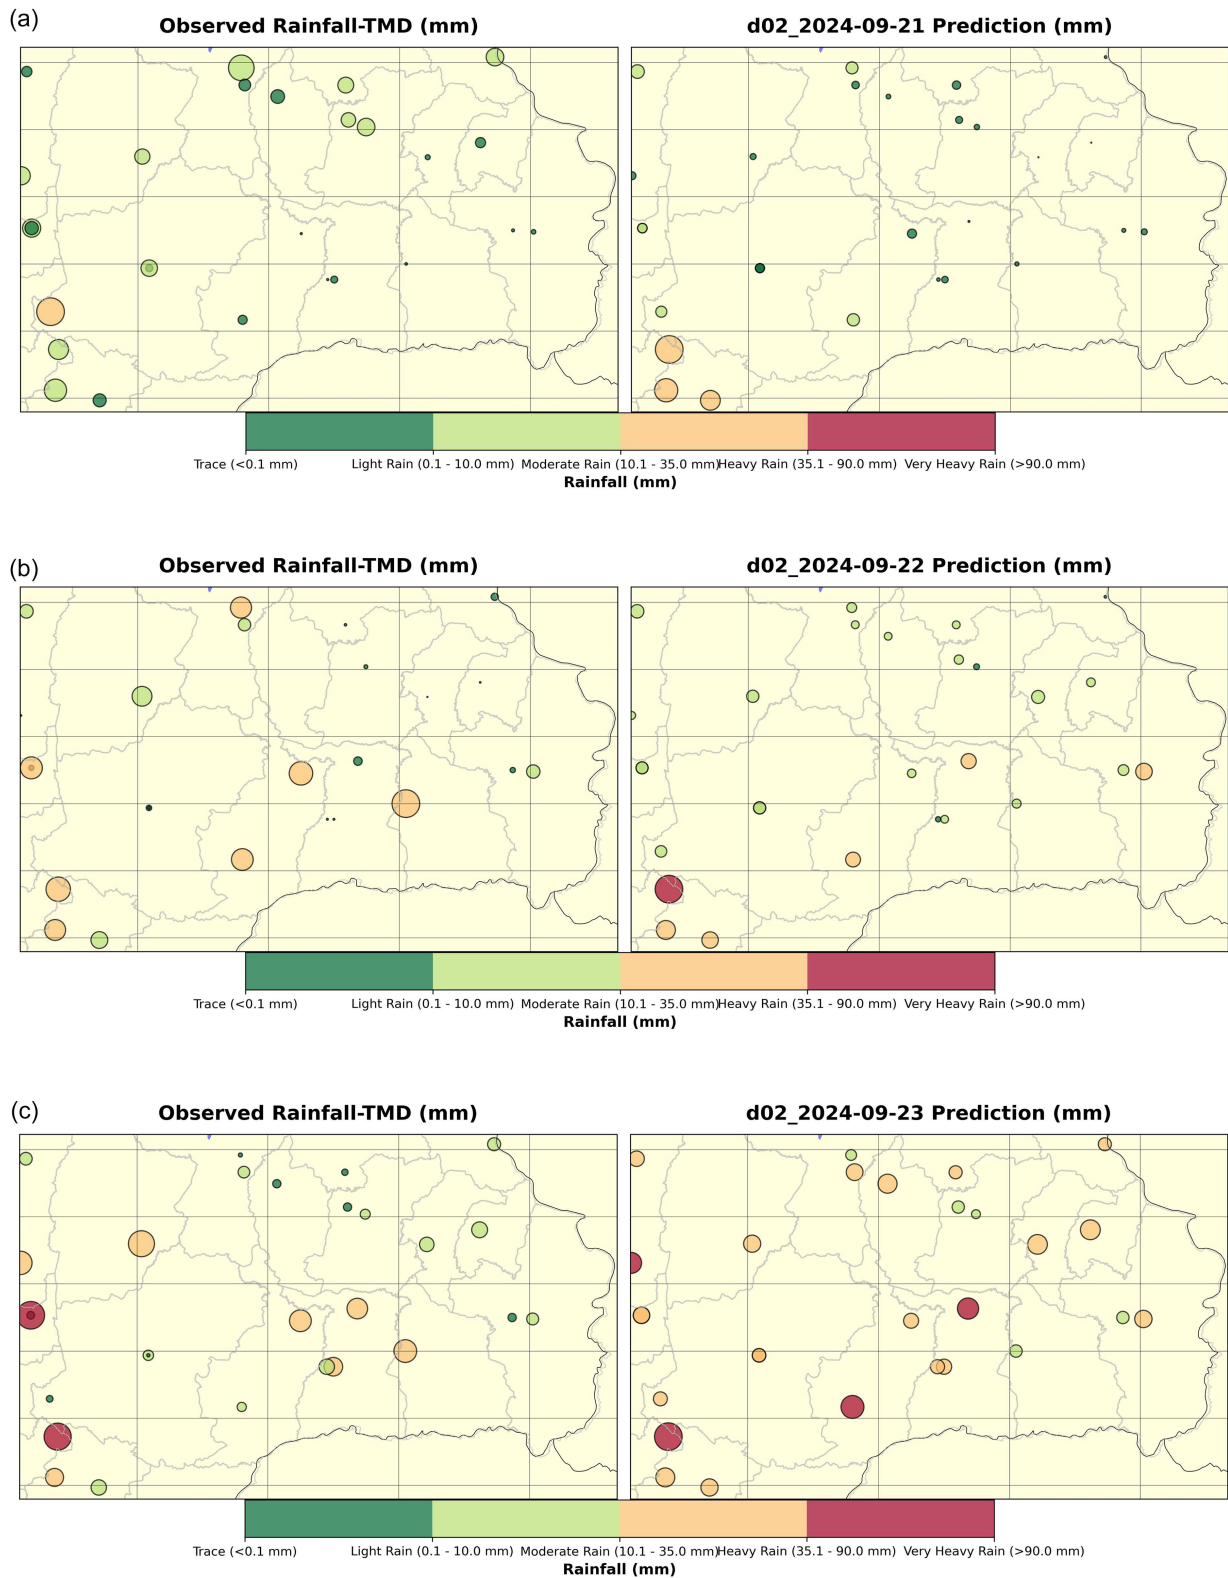 (a)
Observed Rainfall-TMD (mm)
d02_2024-09-21 Prediction (mm)
Trace (<0.1 mm)
Light Rain (0.1 - 10.0 mm)
Moderate Rain (10.1 - 35.0 mm)
Heavy Rain (35.1 - 90.0 mm)
Very Heavy Rain (>90.0 mm)
Rainfall (mm)
(b)
Observed Rainfall-TMD (mm)
d02_2024-09-22 Prediction (mm)
Trace (<0.1 mm)
Light Rain (0.1 - 10.0 mm)
Moderate Rain (10.1 - 35.0 mm)
Heavy Rain (35.1 - 90.0 mm)
Very Heavy Rain (>90.0 mm)
Rainfall (mm)
(c)
Observed Rainfall-TMD (mm)
d02_2024-09-23 Prediction (mm)
Trace (<0.1 mm)
Light Rain (0.1 - 10.0 mm)
Moderate Rain (10.1 - 35.0 mm)
Heavy Rain (35.1 - 90.0 mm)
Very Heavy Rain (>90.0 mm)
Rainfall (mm)